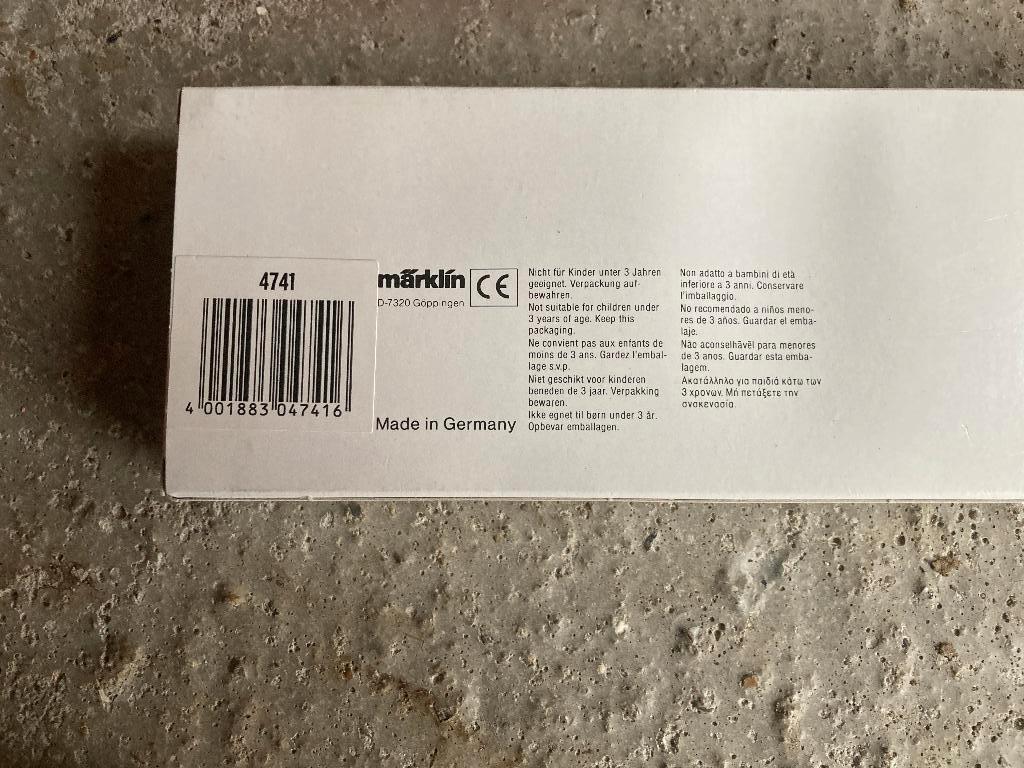 4741
4 001883 047416
märklin
CE
D-7320 Göppingen
Made in Germany
Nicht für Kinder unter 3 Jahren
geeignet. Verpackung auf-
bewahren.
Not suitable for children under
3 years of age. Keep this
packaging.
Ne convient pas aux enfants de
moins de 3 ans. Gardez l'embal-
lage s.v.p.
Niet geschikt voor kinderen
beneden de 3 jaar. Verpakking
bewaren.
Ikke egnet til børn under 3 år.
Opbevar emballagen.
Non adatto a bambini di età
inferiore a 3 anni. Conservare
l'imballaggio.
No recomendado a niños meno-
res de 3 años. Guardar el emba-
laje.
Não aconselhãvèl para menores
de 3 anos. Guardar esta emba-
lagem.
Ακατάλληλο για παιδιά κάτω των
3 χρονων. Μή πετάξετε την
συσκευασία.